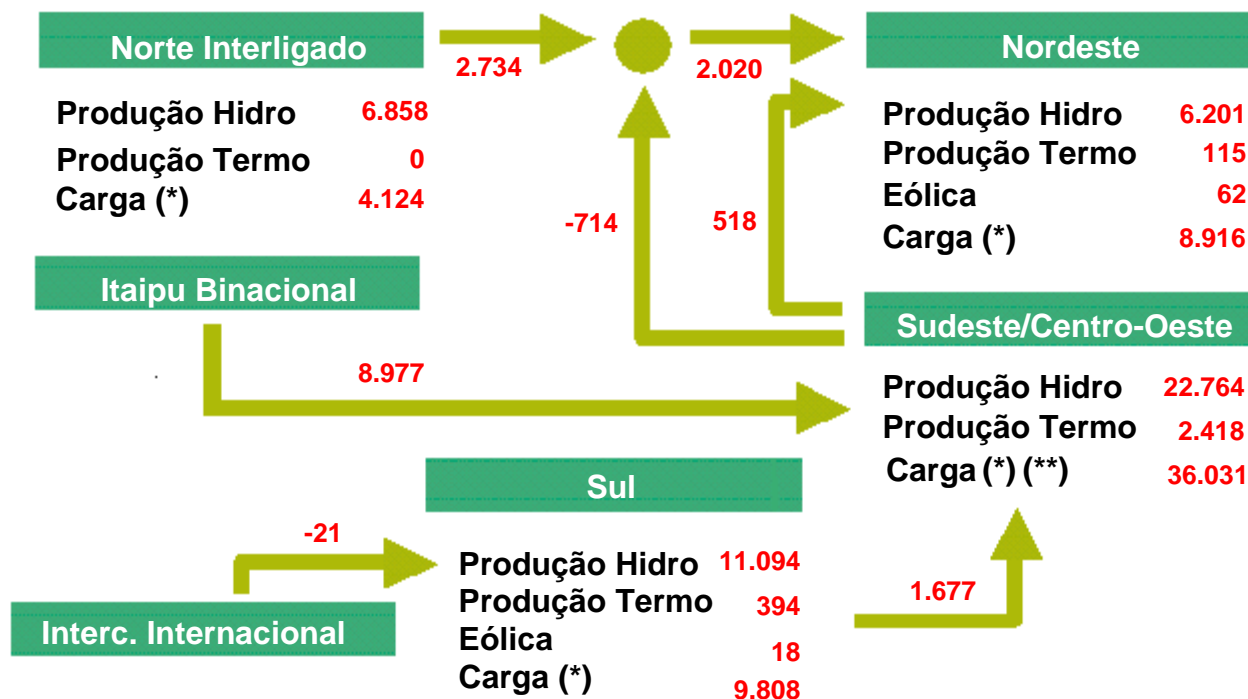 Norte Interligado
2.734
2.020
Nordeste
Produção Hidro 6.858
Produção Termo 0
Carga (*) 4.124
-714
518
Produção Hidro 6.201
Produção Termo 115
Eólica 62
Carga (*) 8.916
Itaipu Binacional
8.977
Sudeste/Centro-Oeste
Produção Hidro 22.764
Produção Termo 2.418
Carga (*) (**) 36.031
Sul
-21
Produção Hidro 11.094
Produção Termo 394
Eólica 18
Carga (*) 9.808
1.677
Interc. Internacional